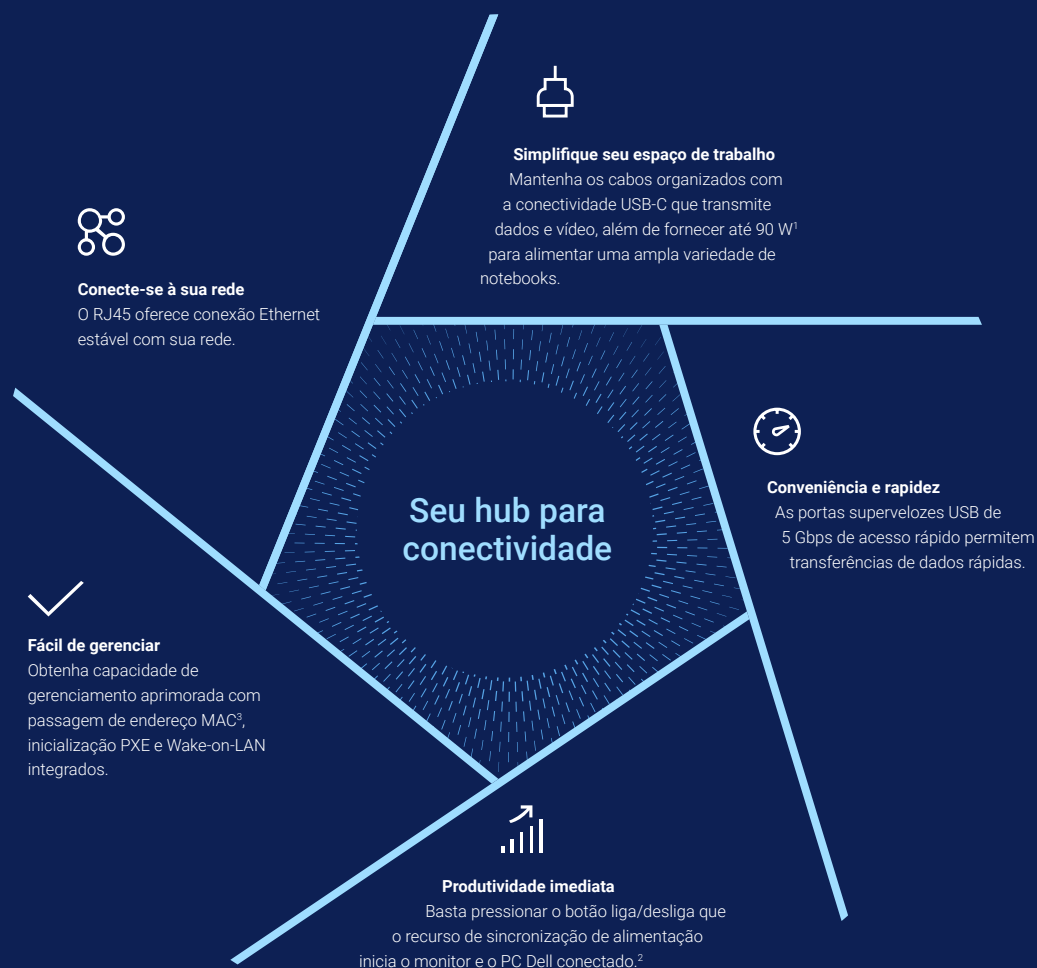 Simplifique seu espaço de trabalho
Mantenha os cabos organizados com
a conectividade USB-C que transmite
dados e vídeo, além de fornecer até 90 W¹
para alimentar uma ampla variedade de
notebooks.
Conecte-se à sua rede
O RJ45 oferece conexão Ethernet
estável com sua rede.
Seu hub para
conectividade
Conveniência e rapidez
As portas supervelozes USB de
5 Gbps de acesso rápido permitem
transferências de dados rápidas.
Fácil de gerenciar
Obtenha capacidade de
gerenciamento aprimorada com
passagem de endereço MAC³,
inicialização PXE e Wake-on-LAN
integrados.
Produtividade imediata
Basta pressionar o botão liga/desliga que
o recurso de sincronização de alimentação
inicia o monitor e o PC Dell conectado.²